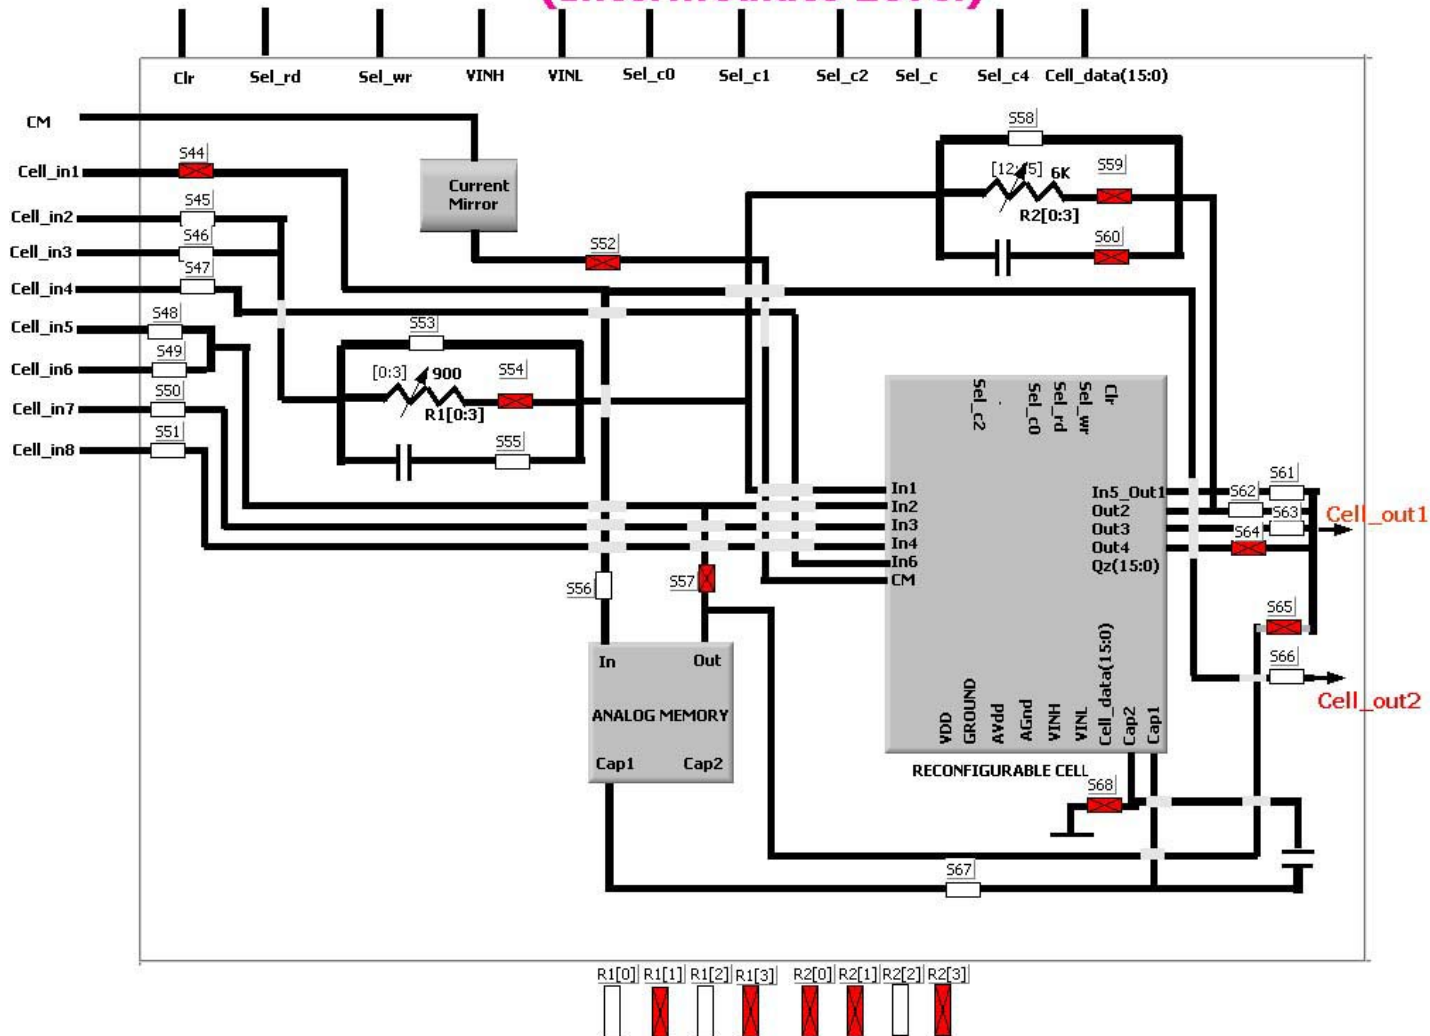 (Intermediate Level)
Clr Sel_rd Sel_wr VINH VINL Sel_c0 Sel_c1 Sel_c2 Sel_c Sel_c4 Cell_data(15:0)
CM
Cell_in1
Cell_in2
Cell_in3
Cell_in4
Cell_in5
Cell_in6
Cell_in7
Cell_in8
S44
S45
S46
S47
S48
S49
S50
S51
Current
Mirror
S52
S53
[0:3] 900
S54
R1[0:3]
S55
S56
S57
S58
6K
S59
R2[0:3]
S60
In
Out
ANALOG MEMORY
Cap1
Cap2
Sel_c2
Sel_c0
Sel_rd
Sel_wr
Clr
In1
In2
In3
In4
In6
CM
In5_Out1
Out2
Out3
Out4
Qz(15:0)
VDD
GROUND
AVdd
AGnd
VINH
VINL
Cell_data(15:0)
Cap2
Cap1
RECONFIGURABLE CELL
S61
S62
S63
S64
Cell_out1
S65
S66
Cell_out2
S68
S67
R1[0] R1[1] R1[2] R1[3] R2[0] R2[1] R2[2] R2[3]